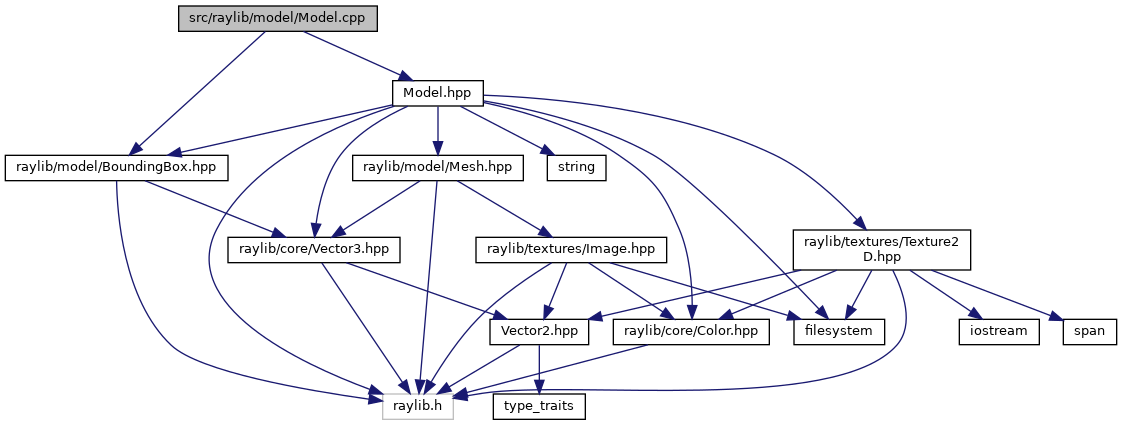 src/raylib/model/Model.cpp
Model.hpp
raylib/model/BoundingBox.hpp
raylib/model/Mesh.hpp
string
raylib/core/Vector3.hpp
raylib/textures/Image.hpp
raylib/textures/Texture2
D.hpp
Vector2.hpp
raylib/core/Color.hpp
filesystem
iostream
span
raylib.h
type_traits